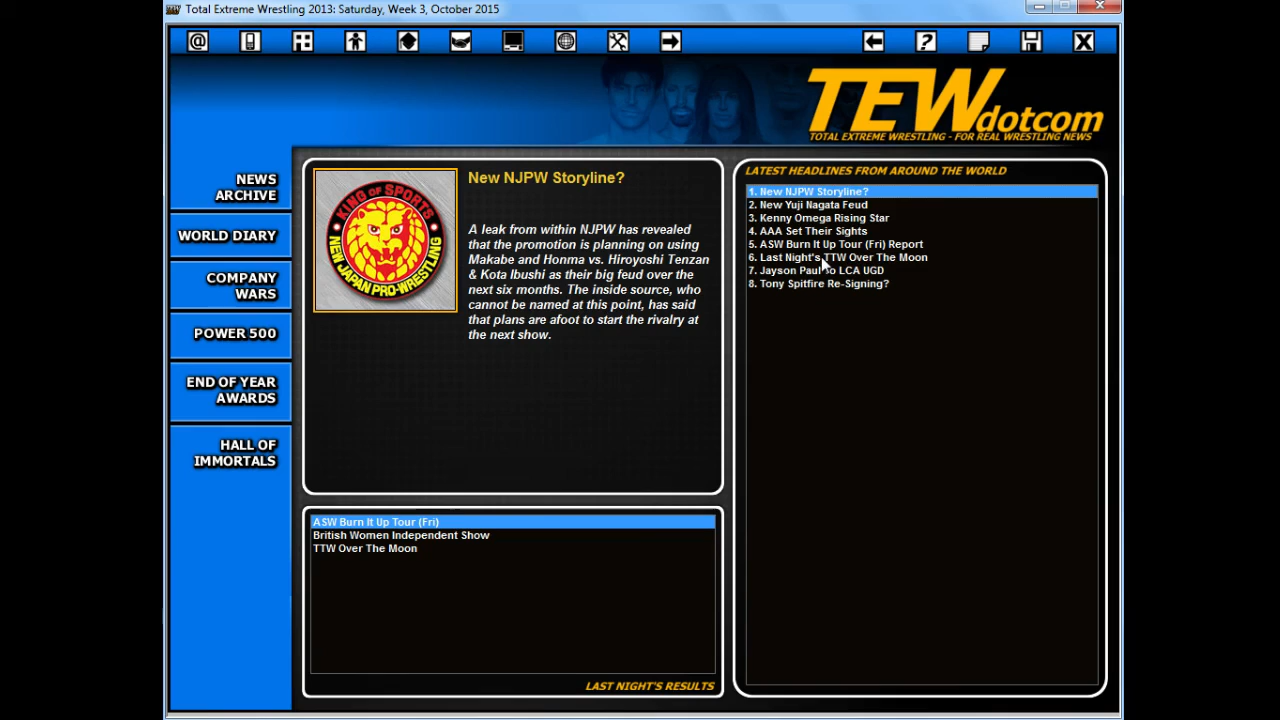 Total Extreme Wrestling 2013: Saturday, Week 3, October 2015
TEWdotcom
TOTAL EXTREME WRESTLING - FOR REAL WRESTLING NEWS
NEWS
ARCHIVE
WORLD DIARY
COMPANY
WARS
POWER 500
END OF YEAR
AWARDS
HALL OF
IMMORTALS
KING OF SPORTS
NEW JAPAN PRO-WRESTLING
New NJPW Storyline?
A leak from within NJPW has revealed
that the promotion is planning on using
Makabe and Honma vs. Hiroyoshi Tenzan
& Kota Ibushi as their big feud over the
next six months. The inside source, who
cannot be named at this point, has said
that plans are afoot to start the rivalry at
the next show.
ASW Burn It Up Tour (Fri)
British Women Independent Show
TTW Over The Moon
LAST NIGHT'S RESULTS
LATEST HEADLINES FROM AROUND THE WORLD
1. New NJPW Storyline?
2. New Yuji Nagata Feud
3. Kenny Omega Rising Star
4. AAA Set Their Sights
5. ASW Burn It Up Tour (Fri) Report
6. Last Night's TTW Over The Moon
7. Jayson Paul to LCA UGD
8. Tony Spitfire Re-Signing?